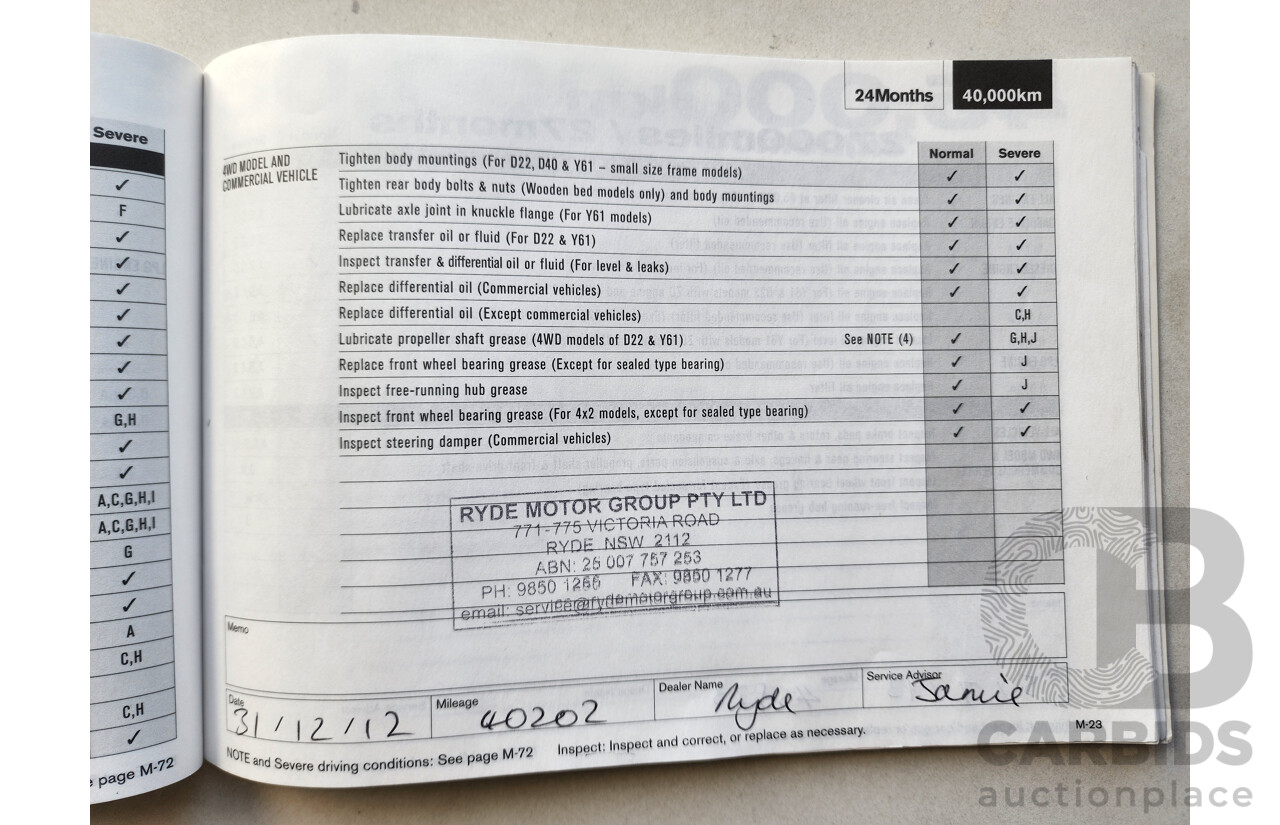 Severe
✓
F
✓
✓
✓
✓
✓
✓
✓
G,H
✓
✓
A,C,G,H,I
A,C,G,H,I
G
✓
✓
A
C,H
C,H
✓
page M-72
24Months 40,000km
Normal Severe
4WD MODEL AND
COMMERCIAL VEHICLE
Tighten body mountings (For D22, D40 & Y61 – small size frame models) ✓ ✓
Tighten rear body bolts & nuts (Wooden bed models only) and body mountings ✓ ✓
Lubricate axle joint in knuckle flange (For Y61 models) ✓ ✓
Replace transfer oil or fluid (For D22 & Y61) ✓ ✓
Inspect transfer & differential oil or fluid (For level & leaks) ✓ ✓
Replace differential oil (Commercial vehicles) ✓ ✓
Replace differential oil (Except commercial vehicles) C,H
Lubricate propeller shaft grease (4WD models of D22 & Y61) See NOTE (4) ✓ G,H,J
Replace front wheel bearing grease (Except for sealed type bearing) ✓ J
Inspect free-running hub grease ✓ J
Inspect front wheel bearing grease (For 4x2 models, except for sealed type bearing) ✓ ✓
Inspect steering damper (Commercial vehicles) ✓ ✓
RYDE MOTOR GROUP PTY LTD
771-775 VICTORIA ROAD
RYDE NSW 2112
ABN: 25 007 757 253
PH: 9850 1266 FAX: 9850 1277
email: service@rydemotorgroup.com.au
Memo
Date Mileage Dealer Name Service Advisor
31/12/12 40202 Ryde Jamie
NOTE and Severe driving conditions: See page M-72 Inspect: Inspect and correct, or replace as necessary.
M-23
CARBIDS
auctionplace